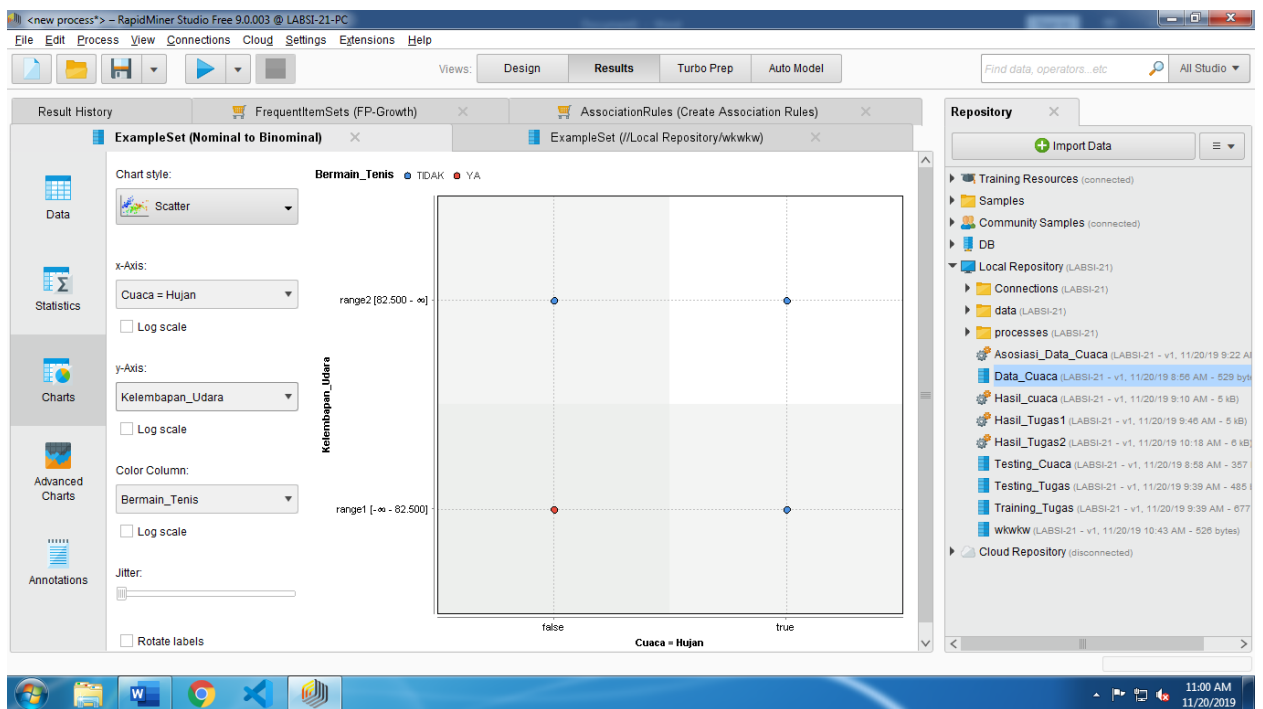 <new process*> – RapidMiner Studio Free 9.0.003 @ LABSI-21-PC
File Edit Process View Connections Cloud Settings Extensions Help
Views: Design Results Turbo Prep Auto Model
Find data, operators...etc
All Studio
Result History
FrequentItemSets (FP-Growth)
AssociationRules (Create Association Rules)
ExampleSet (Nominal to Binominal)
ExampleSet (//Local Repository/wkwkw)
Data
Statistics
Charts
Advanced
Charts
Annotations
Chart style:
Scatter
x-Axis:
Cuaca = Hujan
Log scale
y-Axis:
Kelembapan_Udara
Log scale
Color Column:
Bermain_Tenis
Log scale
Jitter:
Rotate labels
Bermain_Tenis TIDAK YA
range2 [82.500 - ∞]
Kelembapan_Udara
range1 [-∞ - 82.500]
false true
Cuaca = Hujan
Repository
Import Data
Training Resources (connected)
Samples
Community Samples (connected)
DB
Local Repository (LABSI-21)
Connections (LABSI-21)
data (LABSI-21)
processes (LABSI-21)
Asosiasi_Data_Cuaca (LABSI-21 - v1, 11/20/19 9:22 A
Data_Cuaca (LABSI-21 - v1, 11/20/19 8:56 AM - 529 byt
Hasil_cuaca (LABSI-21 - v1, 11/20/19 9:10 AM - 5 kB)
Hasil_Tugas1 (LABSI-21 - v1, 11/20/19 9:46 AM - 5 kB)
Hasil_Tugas2 (LABSI-21 - v1, 11/20/19 10:18 AM - 6 kB
Testing_Cuaca (LABSI-21 - v1, 11/20/19 8:58 AM - 357
Testing_Tugas (LABSI-21 - v1, 11/20/19 9:39 AM - 485
Training_Tugas (LABSI-21 - v1, 11/20/19 9:39 AM - 677
wkwkw (LABSI-21 - v1, 11/20/19 10:43 AM - 526 bytes)
Cloud Repository (disconnected)
11:00 AM
11/20/2019